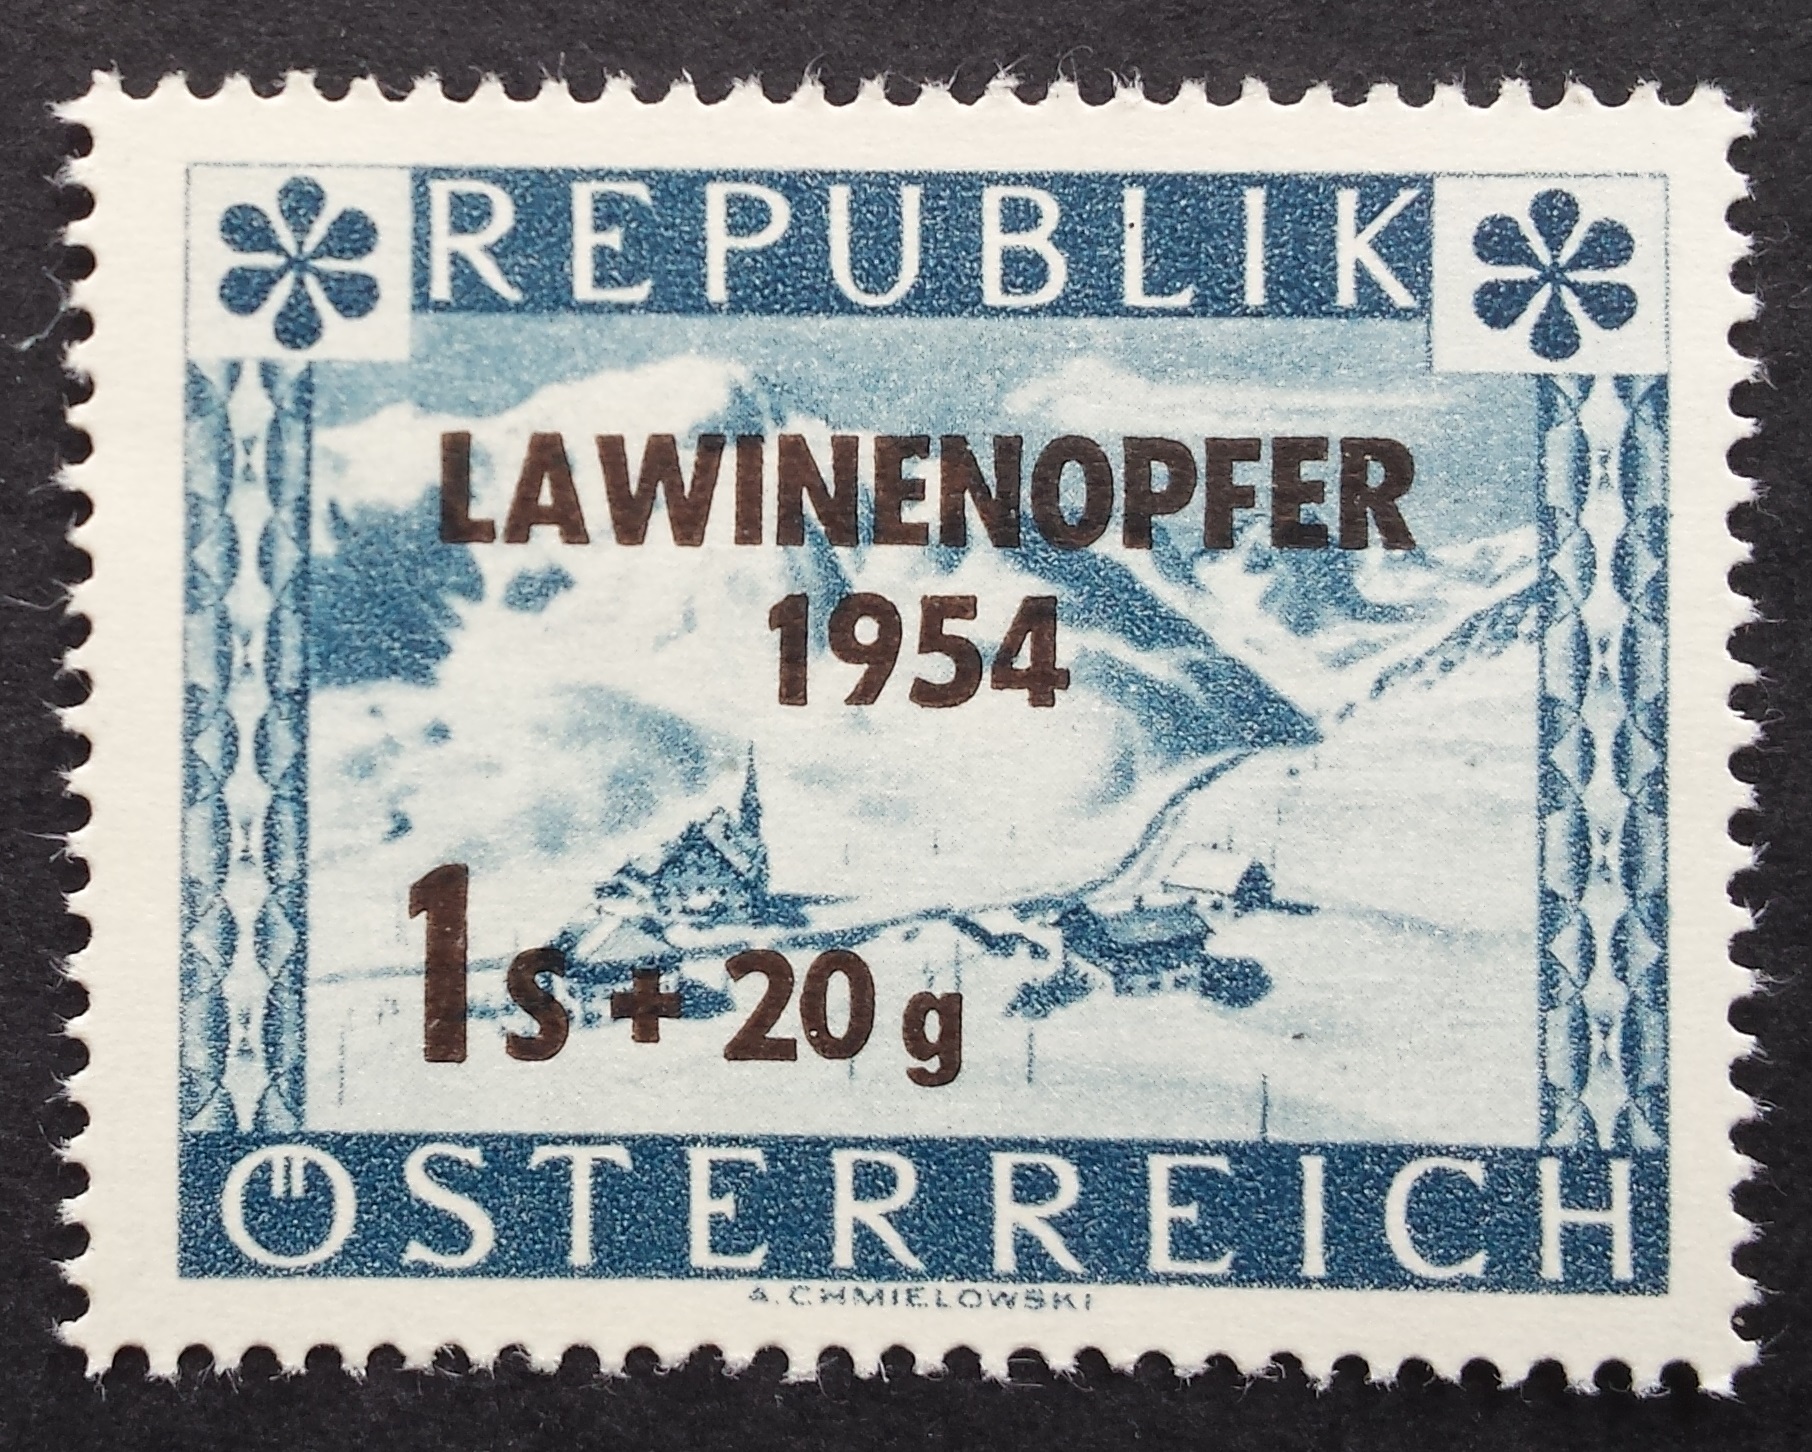 REPUBLIK
LAWINENOPFER
1954
1s + 20g
ÖSTERREICH
A. CHMIELOWSKI